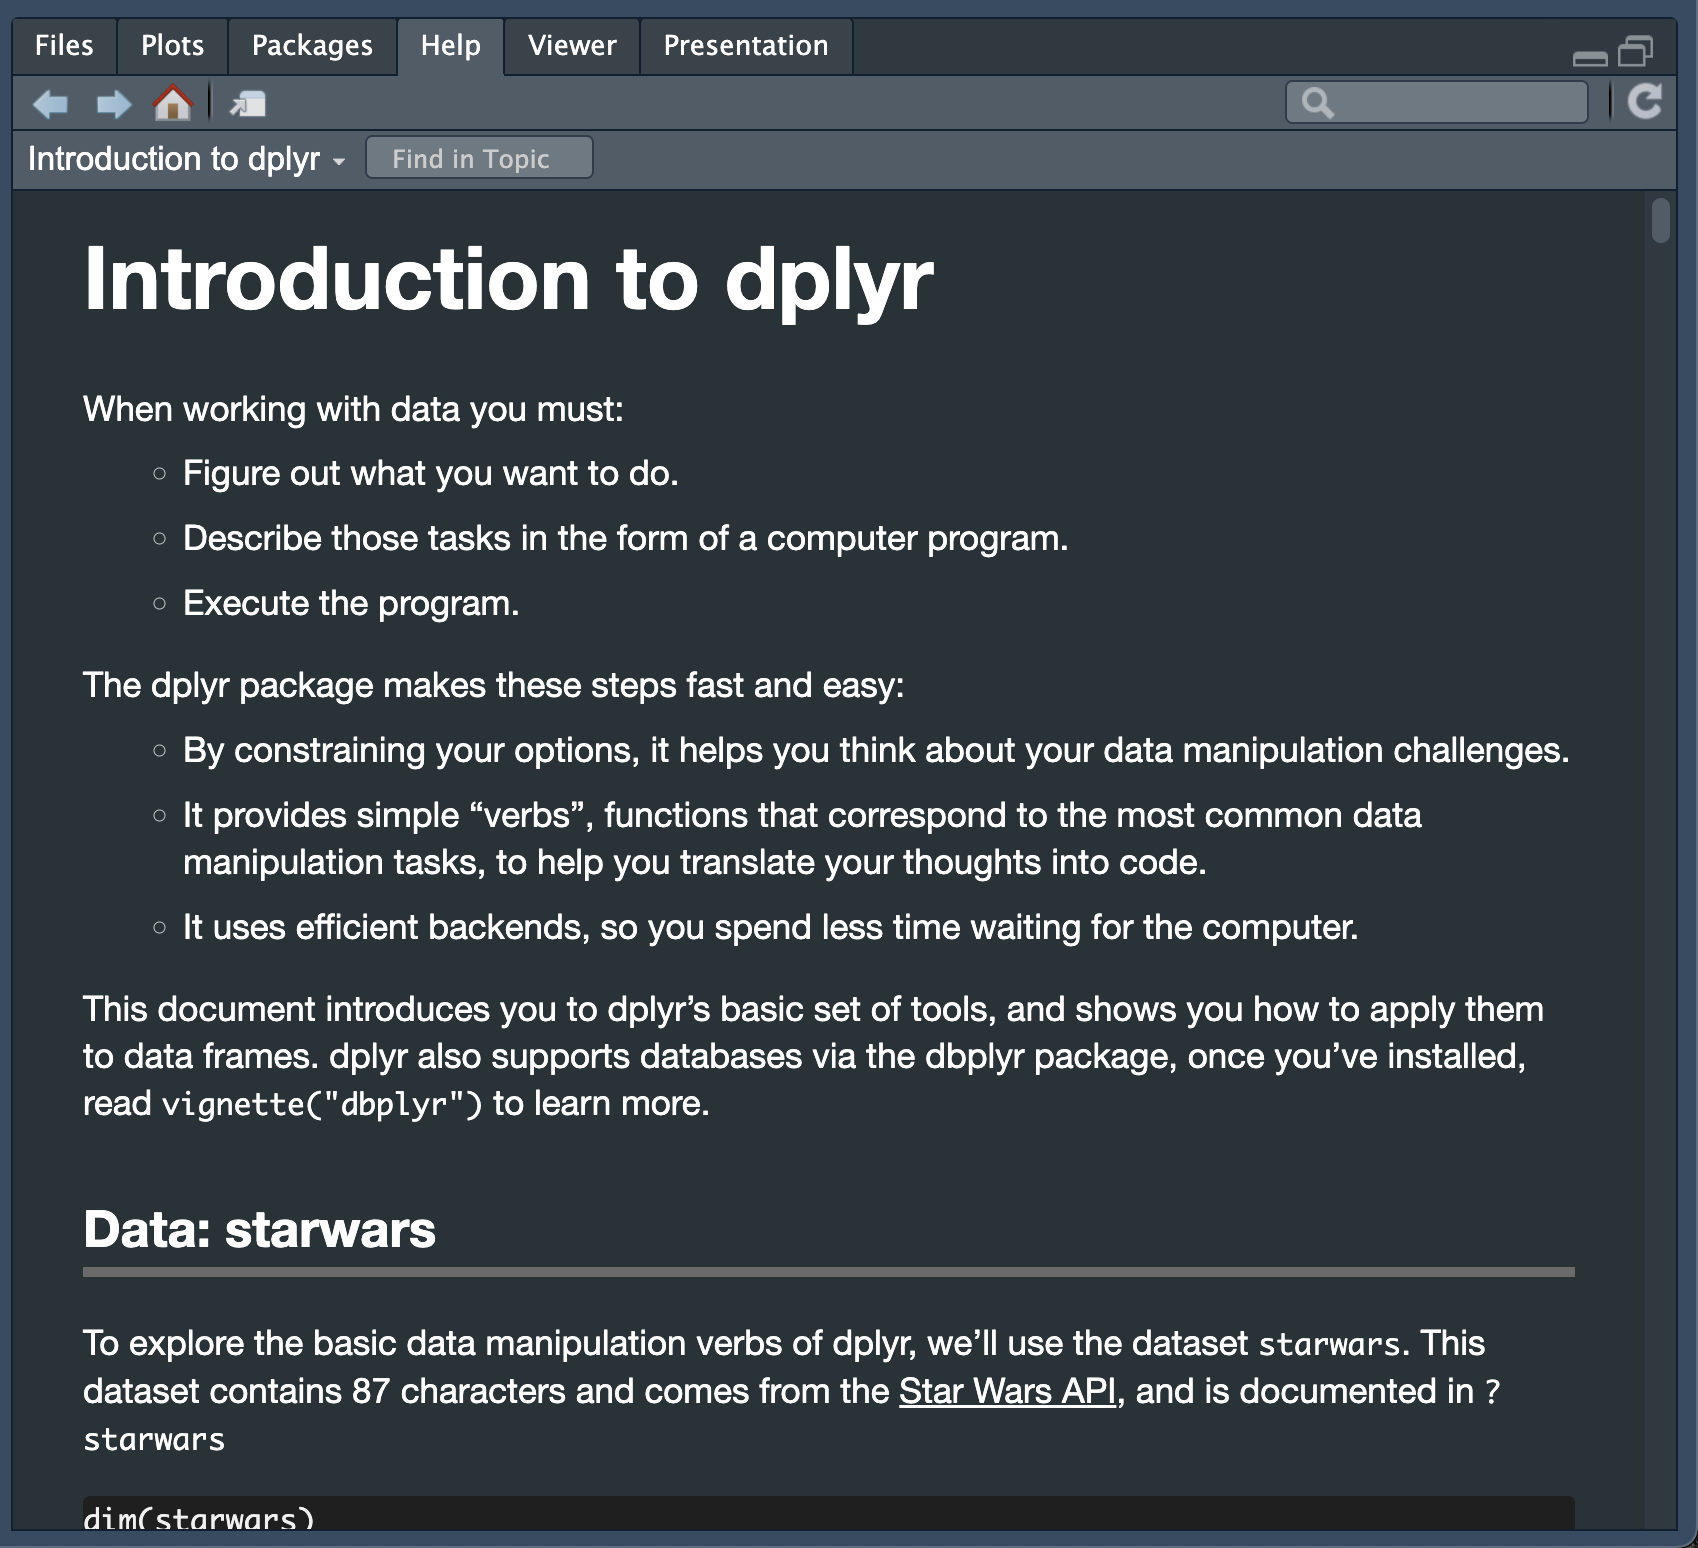 Files Plots Packages Help Viewer Presentation
Introduction to dplyr Find in Topic
Introduction to dplyr
When working with data you must:
Figure out what you want to do.
Describe those tasks in the form of a computer program.
Execute the program.
The dplyr package makes these steps fast and easy:
By constraining your options, it helps you think about your data manipulation challenges.
It provides simple “verbs”, functions that correspond to the most common data
manipulation tasks, to help you translate your thoughts into code.
It uses efficient backends, so you spend less time waiting for the computer.
This document introduces you to dplyr’s basic set of tools, and shows you how to apply them
to data frames. dplyr also supports databases via the dbplyr package, once you’ve installed,
read vignette("dbplyr") to learn more.
Data: starwars
To explore the basic data manipulation verbs of dplyr, we’ll use the dataset starwars. This
dataset contains 87 characters and comes from the Star Wars API, and is documented in ?
starwars
dim(starwars)